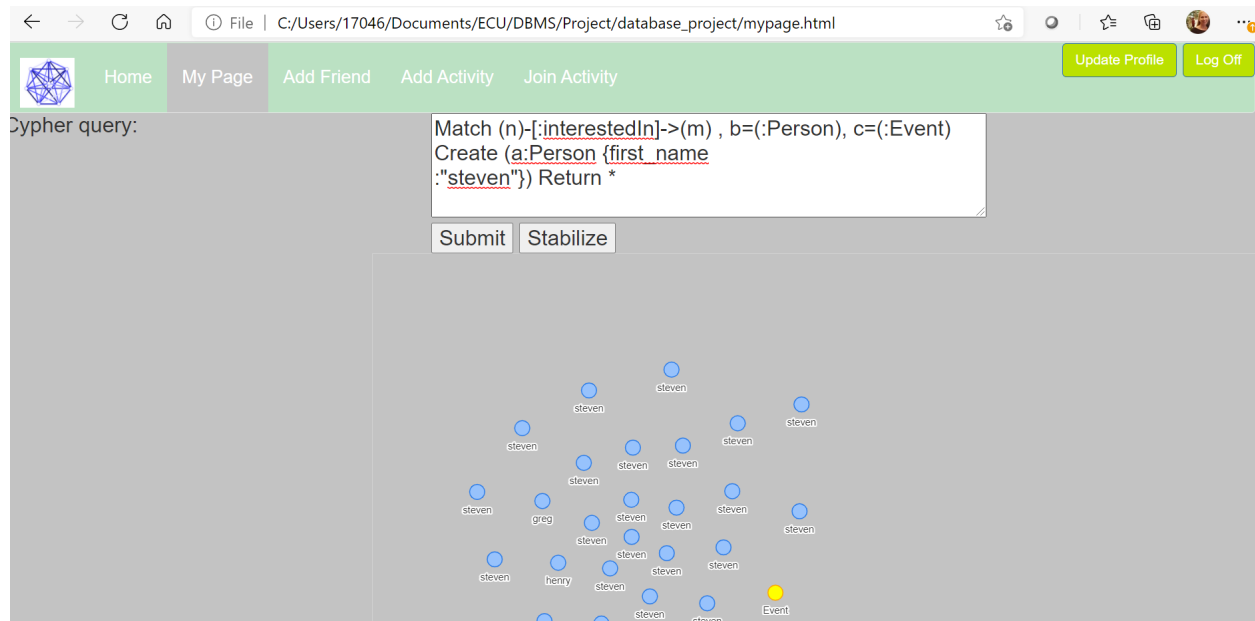 File
C:/Users/17046/Documents/ECU/DBMS/Project/database_project/mypage.html
Home
My Page
Add Friend
Add Activity
Join Activity
Update Profile
Log Off
Cypher query:
Match (n)-[:interestedIn]->(m) , b=(:Person), c=(:Event)
Create (a:Person {first_name
:"steven"}) Return *
Submit
Stabilize
steven
steven
steven
steven
steven
steven
steven
steven
steven
steven
greg
steven
steven
steven
steven
steven
steven
steven
steven
steven
henry
steven
steven
steven
Event